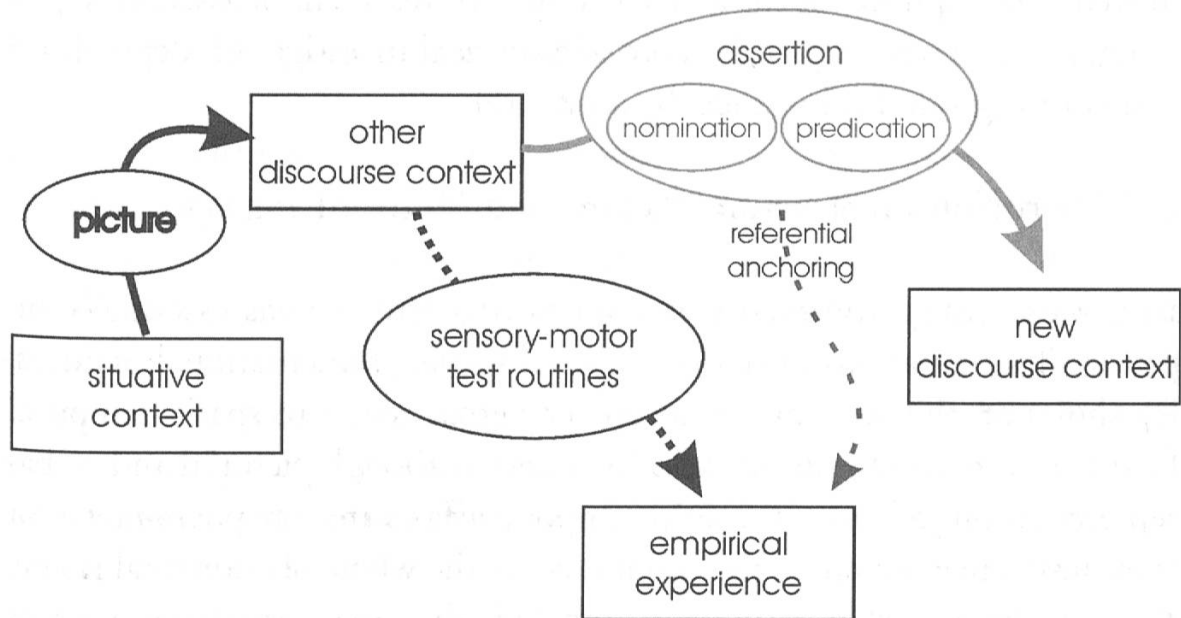 assertion
nomination
predication
other
discourse context
picture
referential
anchoring
sensory-motor
test routines
situative
context
new
discourse context
empirical
experience